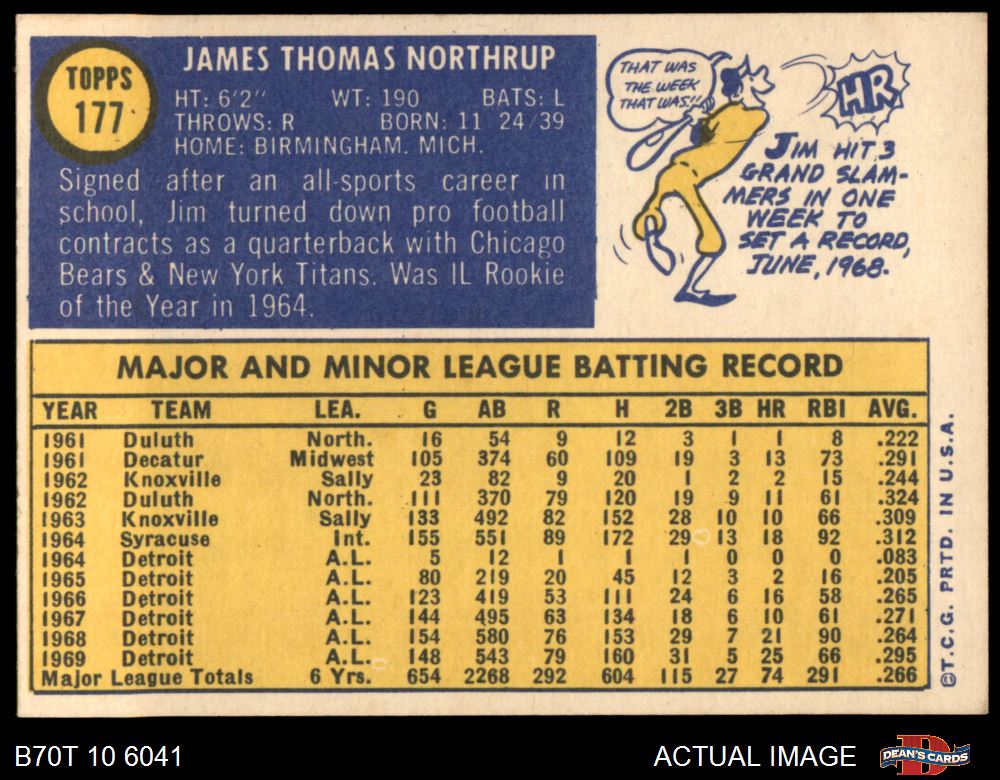 TOPPS
177
JAMES THOMAS NORTHRUP
HT: 6'2" WT: 190 BATS: L
THROWS: R BORN: 11 24/39
HOME: BIRMINGHAM. MICH.
Signed after an all-sports career in
school, Jim turned down pro football
contracts as a quarterback with Chicago
Bears & New York Titans. Was IL Rookie
of the Year in 1964.
THAT WAS
THE WEEK
THAT WAS!!
HR
JIM HIT 3
GRAND SLAM-
MERS IN ONE
WEEK TO
SET A RECORD,
JUNE, 1968.
MAJOR AND MINOR LEAGUE BATTING RECORD
YEAR TEAM LEA. G AB R H 2B 3B HR RBI AVG.
1961 Duluth North. 16 54 9 12 3 1 1 8 .222
1961 Decatur Midwest 105 374 60 109 19 3 13 73 .291
1962 Knoxville Sally 23 82 9 20 1 2 2 15 .244
1962 Duluth North. 111 370 79 120 19 9 11 61 .324
1963 Knoxville Sally 133 492 82 152 28 10 10 66 .309
1964 Syracuse Int. 155 551 89 172 29 13 18 92 .312
1964 Detroit A.L. 5 12 1 1 1 0 0 0 .083
1965 Detroit A.L. 80 219 20 45 12 3 2 16 .205
1966 Detroit A.L. 123 419 53 111 24 6 16 58 .265
1967 Detroit A.L. 144 495 63 134 18 6 10 61 .271
1968 Detroit A.L. 154 580 76 153 29 7 21 90 .264
1969 Detroit A.L. 148 543 79 160 31 5 25 66 .295
Major League Totals 6 Yrs. 654 2268 292 604 115 27 74 291 .266
©T.C.G. PRTD. IN U.S.A.
B70T 10 6041
ACTUAL IMAGE
DEAN'S CARDS